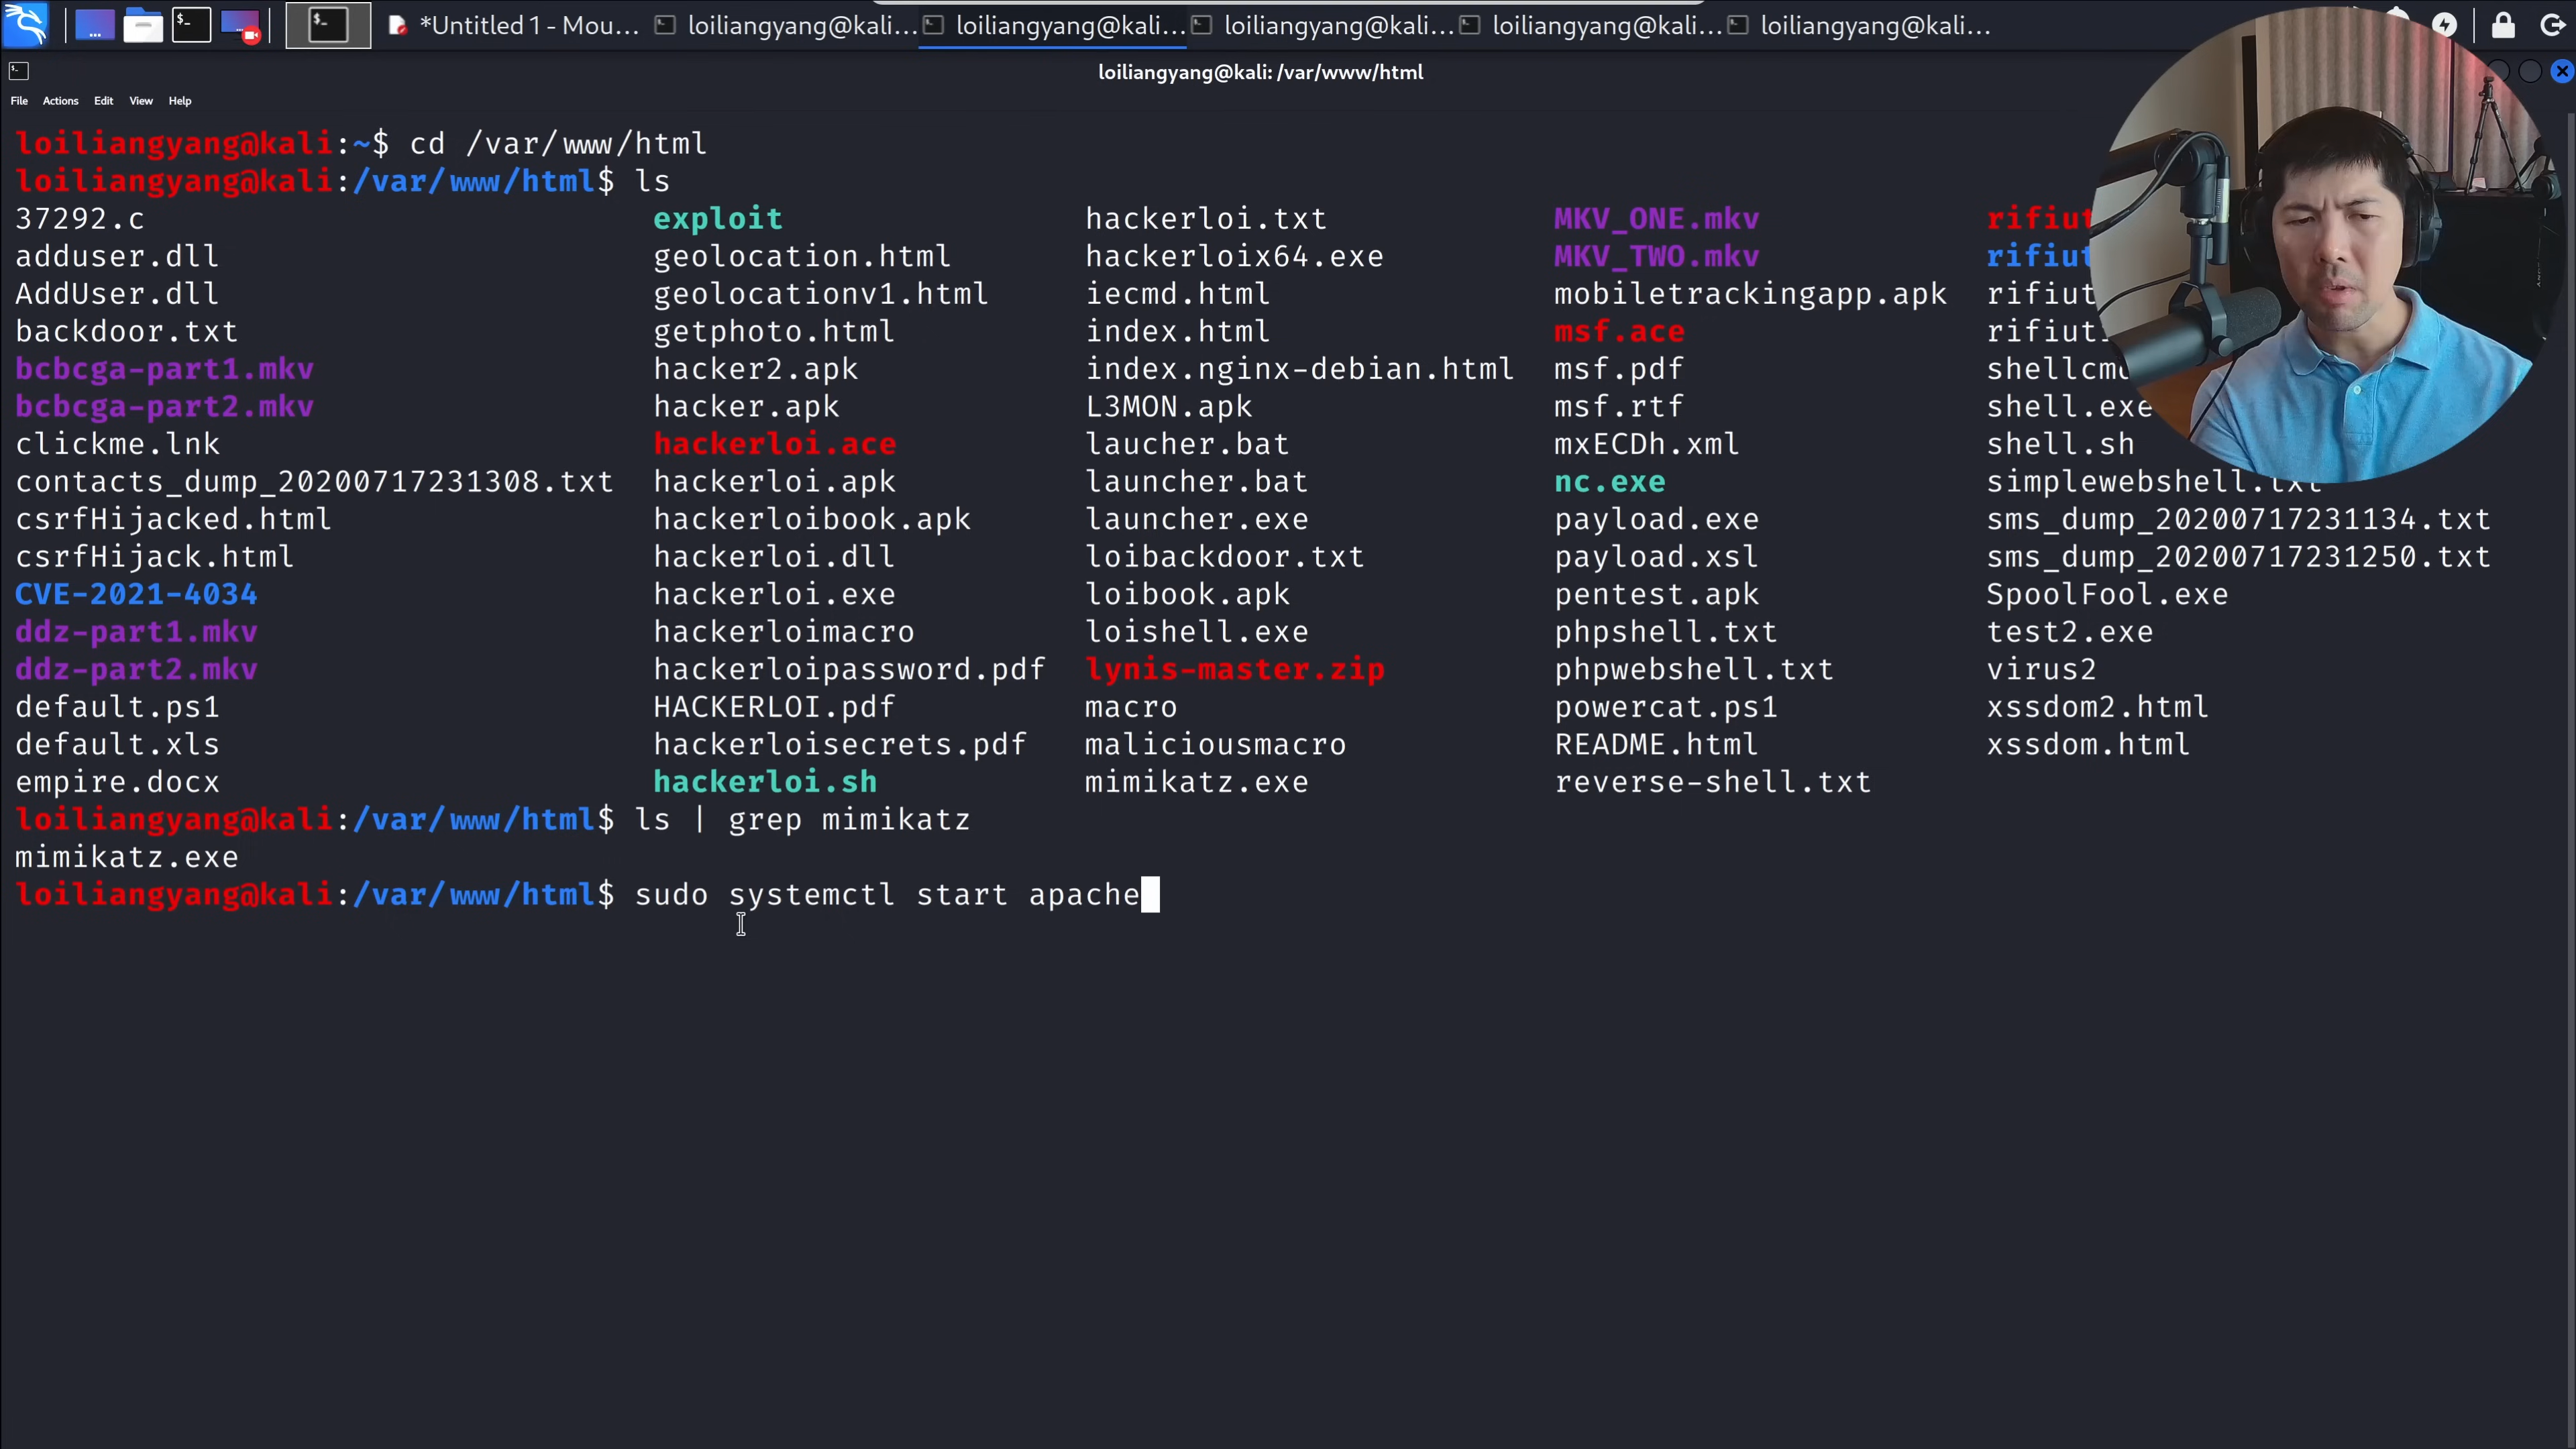 *Untitled 1 - Mou... loiliangyang@kali... loiliangyang@kali... loiliangyang@kali... loiliangyang@kali... loiliangyang@kali...
loiliangyang@kali: /var/www/html
File Actions Edit View Help
loiliangyang@kali:~$ cd /var/www/html
loiliangyang@kali:/var/www/html$ ls
37292.c exploit hackerloi.txt MKV_ONE.mkv rifiut
adduser.dll geolocation.html hackerloix64.exe MKV_TWO.mkv rifiut
AddUser.dll geolocationv1.html iecmd.html mobiletrackingapp.apk rifiut
backdoor.txt getphoto.html index.html msf.ace rifiut
bcbcga-part1.mkv hacker2.apk index.nginx-debian.html msf.pdf shellcmd
bcbcga-part2.mkv hacker.apk L3MON.apk msf.rtf shell.exe
clickme.lnk hackerloi.ace laucher.bat mxECDh.xml shell.sh
contacts_dump_20200717231308.txt hackerloi.apk launcher.bat nc.exe simplewebshell.txt
csrfHijacked.html hackerloibook.apk launcher.exe payload.exe sms_dump_20200717231134.txt
csrfHijack.html hackerloi.dll loibackdoor.txt payload.xsl sms_dump_20200717231250.txt
CVE-2021-4034 hackerloi.exe loibook.apk pentest.apk SpoolFool.exe
ddz-part1.mkv hackerloimacro loishell.exe phpshell.txt test2.exe
ddz-part2.mkv hackerloipassword.pdf lynis-master.zip phpwebshell.txt virus2
default.ps1 HACKERLOI.pdf macro powercat.ps1 xssdom2.html
default.xls hackerloisecrets.pdf maliciousmacro README.html xssdom.html
empire.docx hackerloi.sh mimikatz.exe reverse-shell.txt
loiliangyang@kali:/var/www/html$ ls | grep mimikatz
mimikatz.exe
loiliangyang@kali:/var/www/html$ sudo systemctl start apache